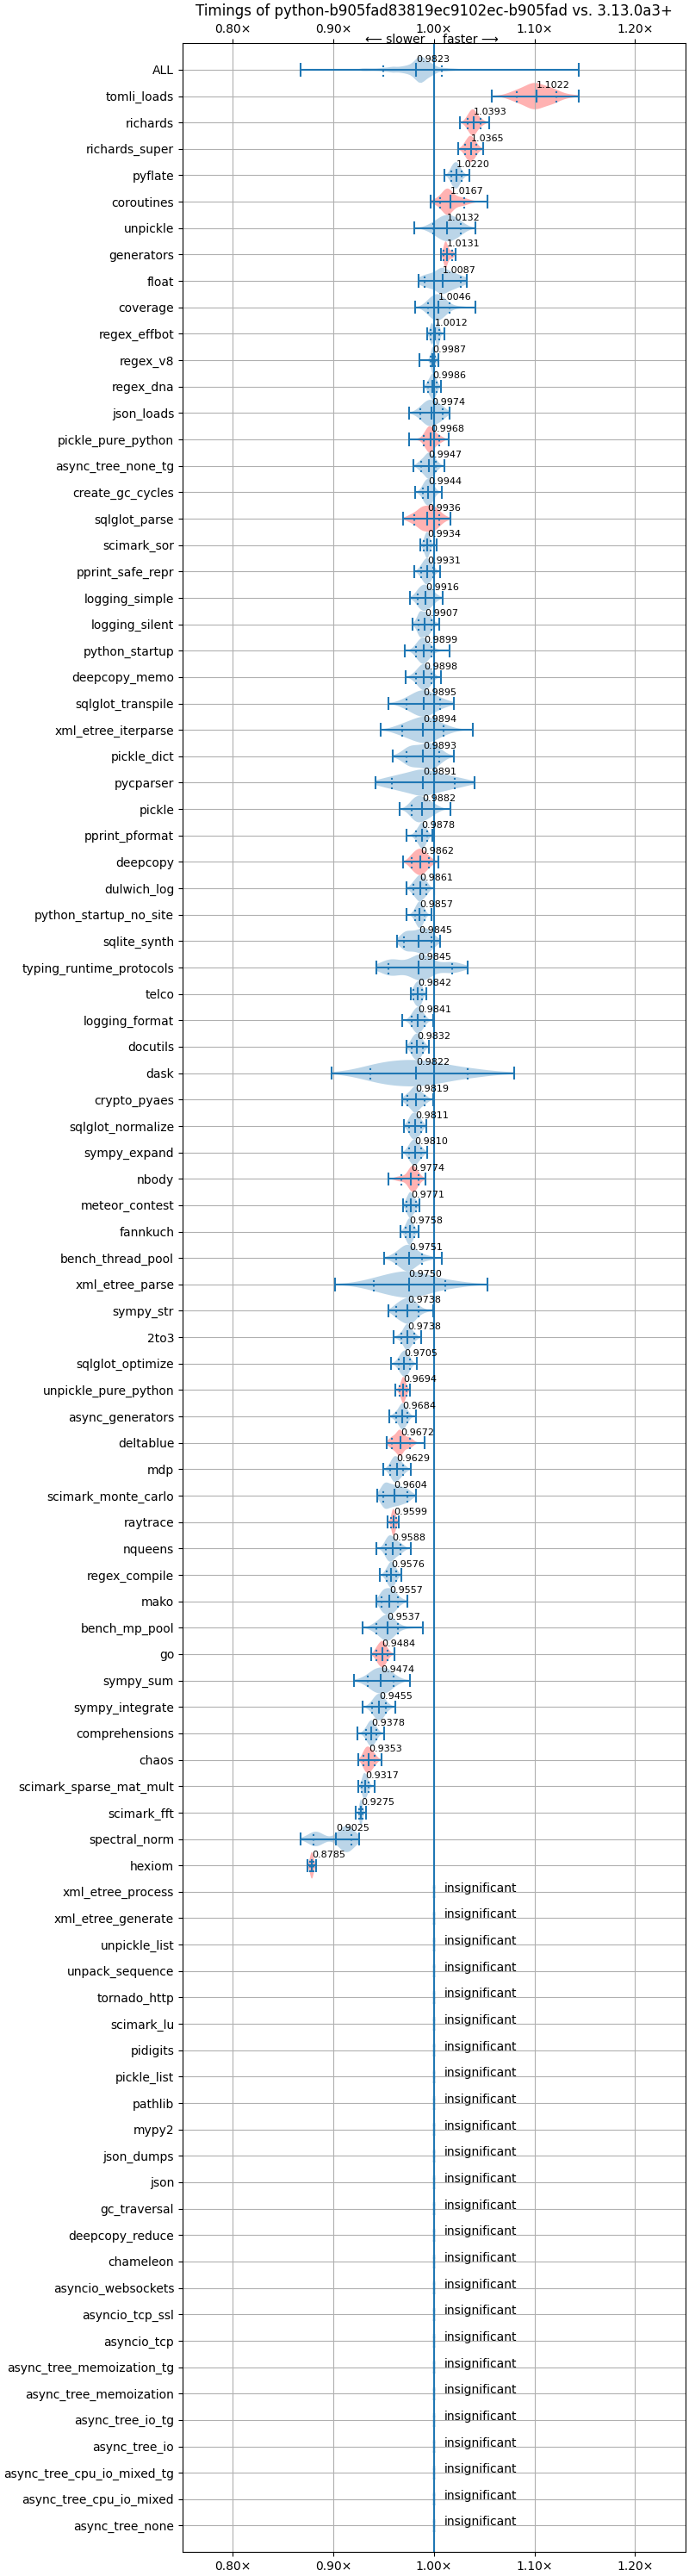 Timings of python-b905fad83819ec9102ec-b905fad vs. 3.13.0a3+
0.80× 0.90× 1.00× 1.10× 1.20×
⟵ slower faster ⟶
ALL 0.9823
tomli_loads 1.1022
richards 1.0393
richards_super 1.0365
pyflate 1.0220
coroutines 1.0167
unpickle 1.0132
generators 1.0131
float 1.0087
coverage 1.0046
regex_effbot 1.0012
regex_v8 0.9987
regex_dna 0.9986
json_loads 0.9974
pickle_pure_python 0.9968
async_tree_none_tg 0.9947
create_gc_cycles 0.9944
sqlglot_parse 0.9936
scimark_sor 0.9934
pprint_safe_repr 0.9931
logging_simple 0.9916
logging_silent 0.9907
python_startup 0.9899
deepcopy_memo 0.9898
sqlglot_transpile 0.9895
xml_etree_iterparse 0.9894
pickle_dict 0.9893
pycparser 0.9891
pickle 0.9882
pprint_pformat 0.9878
deepcopy 0.9862
dulwich_log 0.9861
python_startup_no_site 0.9857
sqlite_synth 0.9845
typing_runtime_protocols 0.9845
telco 0.9842
logging_format 0.9841
docutils 0.9832
dask 0.9822
crypto_pyaes 0.9819
sqlglot_normalize 0.9811
sympy_expand 0.9810
nbody 0.9774
meteor_contest 0.9771
fannkuch 0.9758
bench_thread_pool 0.9751
xml_etree_parse 0.9750
sympy_str 0.9738
2to3 0.9738
sqlglot_optimize 0.9705
unpickle_pure_python 0.9694
async_generators 0.9684
deltablue 0.9672
mdp 0.9629
scimark_monte_carlo 0.9604
raytrace 0.9599
nqueens 0.9588
regex_compile 0.9576
mako 0.9557
bench_mp_pool 0.9537
go 0.9484
sympy_sum 0.9474
sympy_integrate 0.9455
comprehensions 0.9378
chaos 0.9353
scimark_sparse_mat_mult 0.9317
scimark_fft 0.9275
spectral_norm 0.9025
hexiom 0.8785
xml_etree_process insignificant
xml_etree_generate insignificant
unpickle_list insignificant
unpack_sequence insignificant
tornado_http insignificant
scimark_lu insignificant
pidigits insignificant
pickle_list insignificant
pathlib insignificant
mypy2 insignificant
json_dumps insignificant
json insignificant
gc_traversal insignificant
deepcopy_reduce insignificant
chameleon insignificant
asyncio_websockets insignificant
asyncio_tcp_ssl insignificant
asyncio_tcp insignificant
async_tree_memoization_tg insignificant
async_tree_memoization insignificant
async_tree_io_tg insignificant
async_tree_io insignificant
async_tree_cpu_io_mixed_tg insignificant
async_tree_cpu_io_mixed insignificant
async_tree_none insignificant
0.80× 0.90× 1.00× 1.10× 1.20×